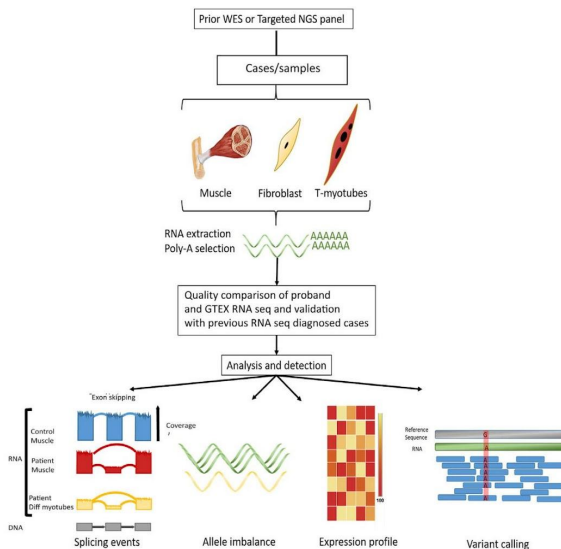 Prior WES or Targeted NGS panel
Cases/samples
Muscle
Fibroblast
T-myotubes
RNA extraction
Poly-A selection
AAAAAA
AAAAAA
Quality comparison of proband
and GTEX RNA seq and validation
with previous RNA seq diagnosed cases
Analysis and detection
Exon skipping
Coverage
RNA
Control
Muscle
Patient
Muscle
Patient
Diff myotubes
DNA
100
Reference
Sequence
RNA
G
A
A
A
A
A
A
Splicing events
Allele imbalance
Expression profile
Variant calling